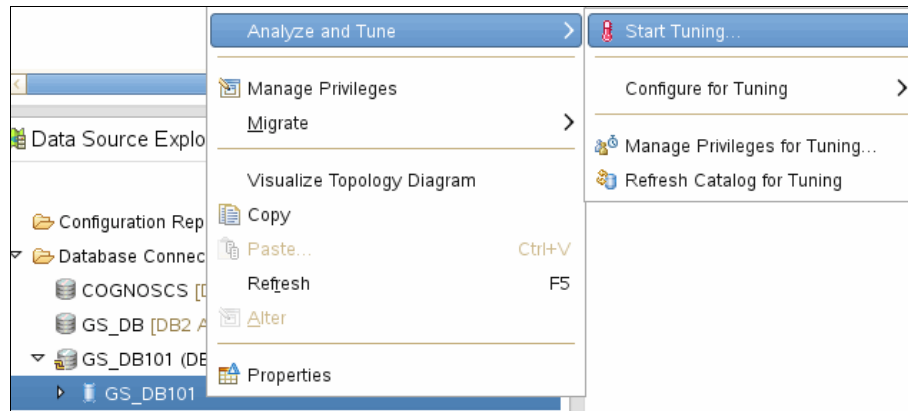 Analyze and Tune
Start Tuning...
Manage Privileges
Configure for Tuning
Migrate
Data Source Explo
Manage Privileges for Tuning...
Visualize Topology Diagram
Refresh Catalog for Tuning
Configuration Rep
Copy
Database Connec
Paste... Ctrl+V
COGNOSCS [D
Refresh F5
GS_DB [DB2 A
Alter
GS_DB101 (DB
Properties
GS_DB101